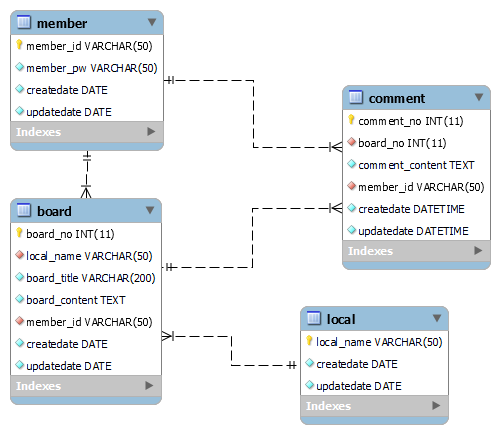 member
member_id VARCHAR(50)
member_pw VARCHAR(50)
createdate DATE
updatedate DATE
Indexes
comment
comment_no INT(11)
board_no INT(11)
comment_content TEXT
member_id VARCHAR(50)
createdate DATETIME
updatedate DATETIME
Indexes
board
board_no INT(11)
local_name VARCHAR(50)
board_title VARCHAR(200)
board_content TEXT
member_id VARCHAR(50)
createdate DATE
updatedate DATE
Indexes
local
local_name VARCHAR(50)
createdate DATE
updatedate DATE
Indexes